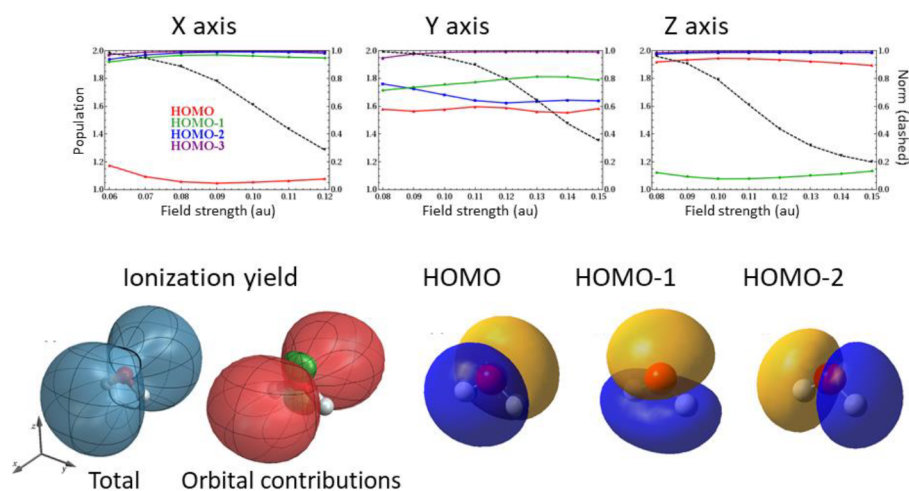 X axis Y axis Z axis
2.0 1.0 2.0 1.0 2.0 1.0
1.8 0.8 1.8 0.8 1.8 0.8
1.6 0.6 1.6 0.6 1.6 0.6
1.4 0.4 1.4 0.4 1.4 0.4
1.2 0.2 1.2 0.2 1.2 0.2
1.0 0.0 1.0 0.0 1.0 0.0
Population
HOMO
HOMO-1
HOMO-2
HOMO-3
Norm (dashed)
0.06 0.07 0.08 0.09 0.10 0.11 0.12 0.08 0.09 0.10 0.11 0.12 0.13 0.14 0.15 0.08 0.09 0.10 0.11 0.12 0.13 0.14 0.15
Field strength (au) Field strength (au) Field strength (au)
Ionization yield HOMO HOMO-1 HOMO-2
z
x y
Total Orbital contributions